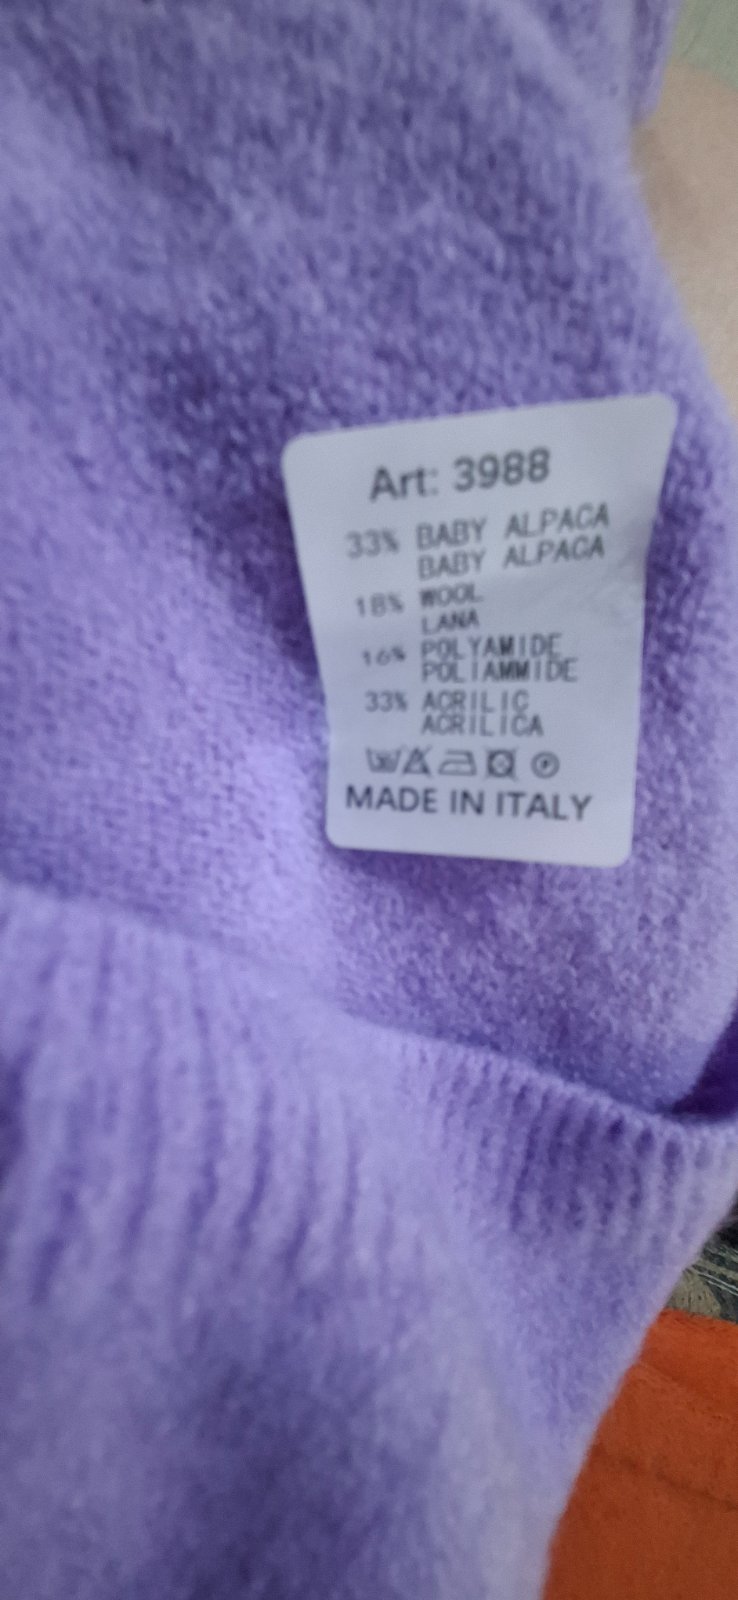 Art: 3988
33% BABY ALPACA
BABY ALPACA
18% WOOL
LANA
16% POLYAMIDE
POLIAMMIDE
33% ACRILIC
ACRILICA
MADE IN ITALY